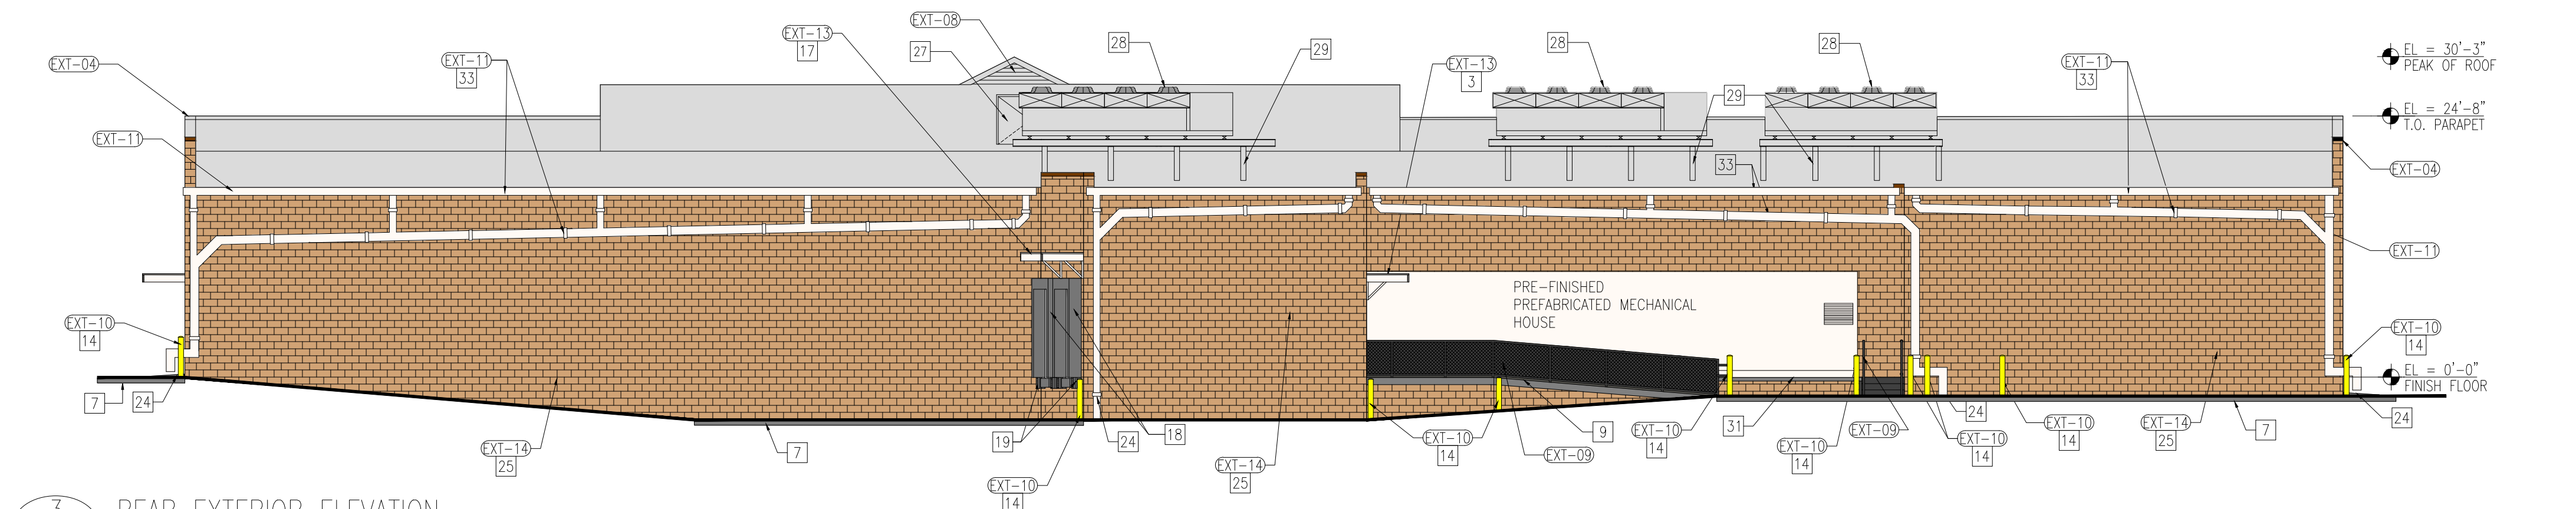 EXT-08
EXT-13
17
27
28
29
28
28
EXT-04
EXT-11
33
EXT-13
3
EXT-11
33
EL = 30'-3"
PEAK OF ROOF
29
EL = 24'-8"
T.O. PARAPET
EXT-11
33
EXT-04
EXT-11
PRE-FINISHED
PREFABRICATED MECHANICAL
HOUSE
EXT-10
14
EXT-10
14
EL = 0'-0"
FINISH FLOOR
7
24
24
24
EXT-14
25
7
19
24
18
EXT-10
14
EXT-14
25
EXT-10
14
9
EXT-09
EXT-10
14
31
EXT-10
14
EXT-09
EXT-10
14
EXT-10
14
EXT-14
25
7
3
REAR EXTERIOR ELEVATION